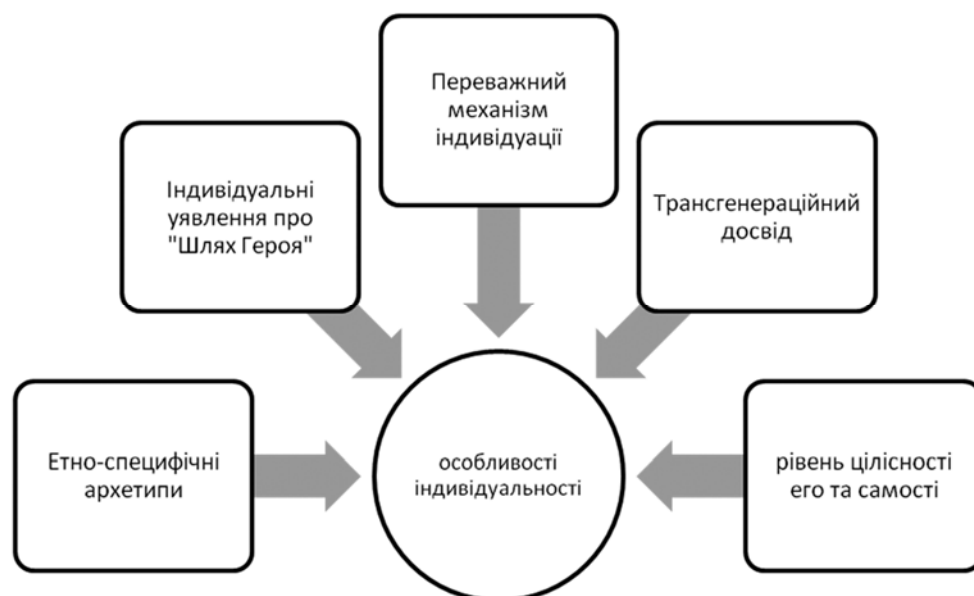 Переважний
механізм
індивідуації
Індивідуальні
уявлення про
"Шлях Героя"
Трансгенераційний
досвід
Етно-специфічні
архетипи
особливості
індивідуальності
рівень цілісності
его та самості